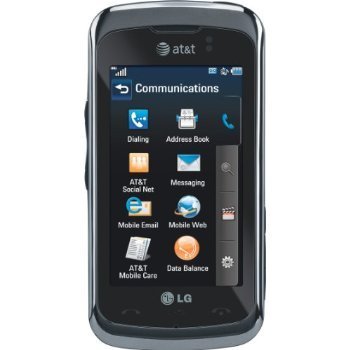 at&t
Communications
Dialing
Address Book
AT&T
Social Net
Messaging
Mobile Email
Mobile Web
AT&T
Mobile Care
Data Balance
LG